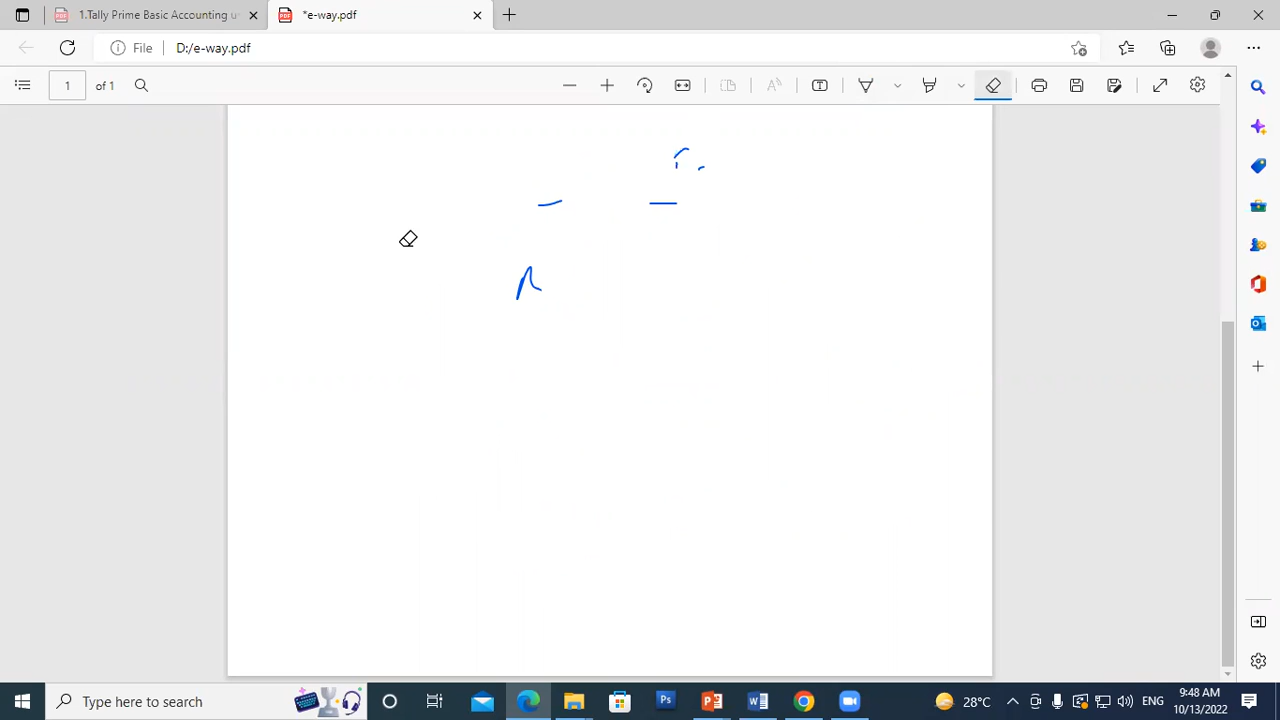 1.Tally Prime Basic Accounting u
*e-way.pdf
File D:/e-way.pdf
1 of 1
Type here to search
28°C
ENG
9:48 AM
10/13/2022